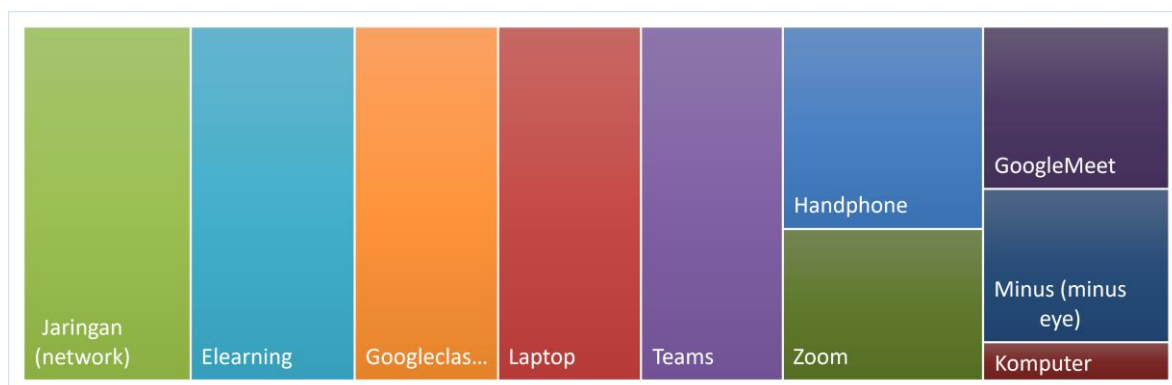 Jaringan
(network)
Elearning
Googleclas...
Laptop
Teams
Handphone
Zoom
GoogleMeet
Minus (minus
eye)
Komputer